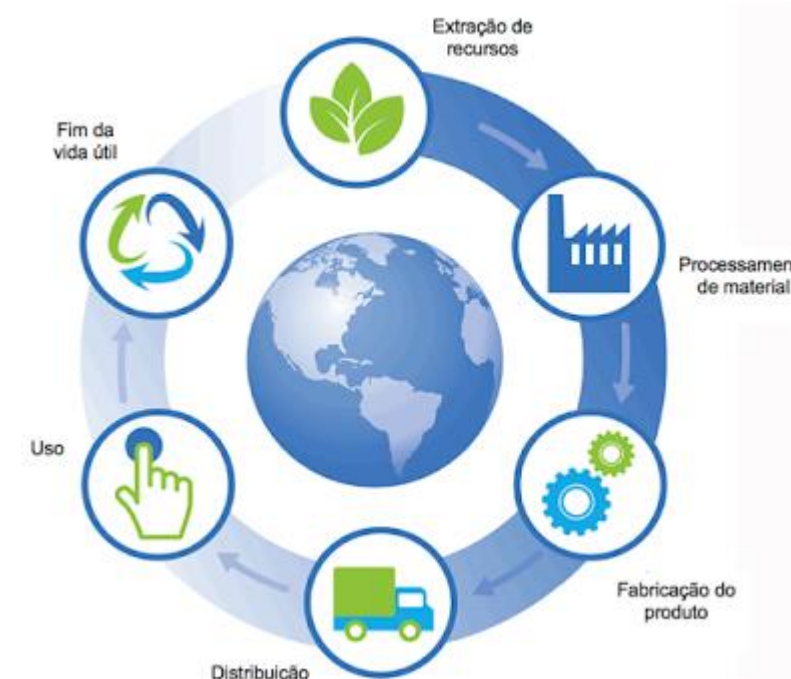 Extração de
recursos
Processamen
de material
Fabricação do
produto
Distribuição
Uso
Fim da
vida útil